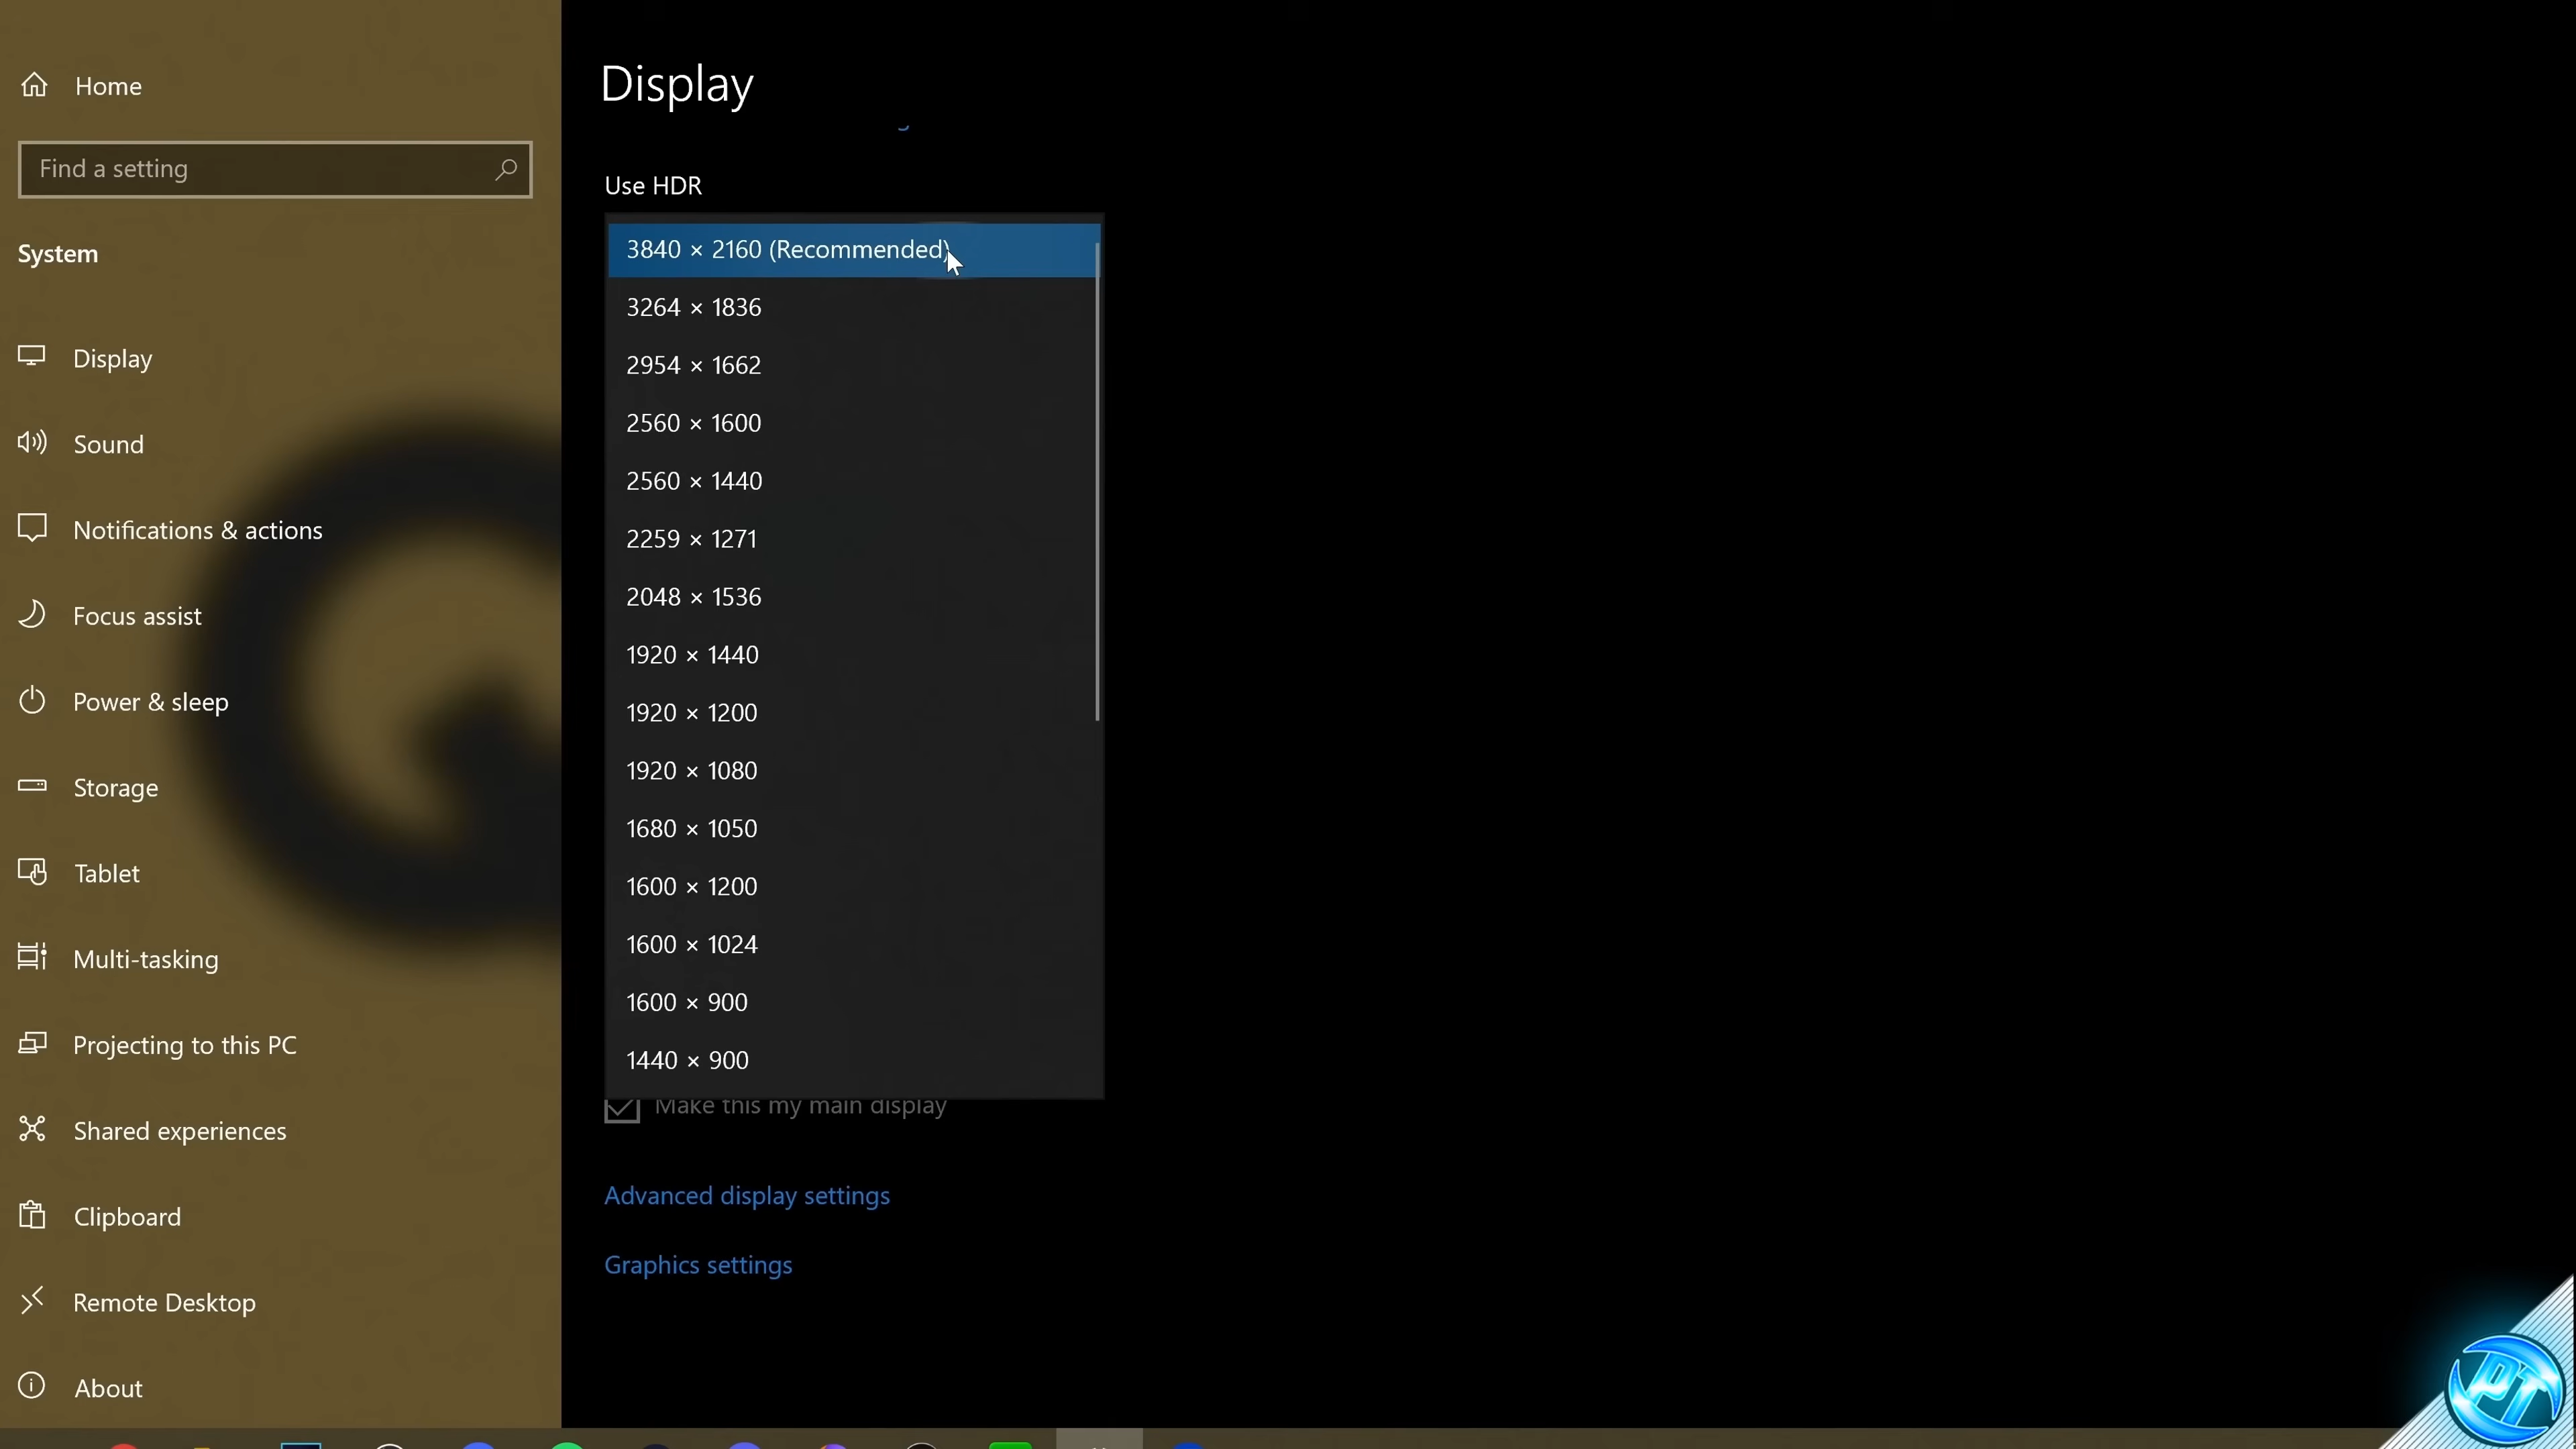 Home
Find a setting
System
Display
Sound
Notifications & actions
Focus assist
Power & sleep
Storage
Tablet
Multi-tasking
Projecting to this PC
Shared experiences
Clipboard
Remote Desktop
About
Display
Use HDR
3840 × 2160 (Recommended)
3264 × 1836
2954 × 1662
2560 × 1600
2560 × 1440
2259 × 1271
2048 × 1536
1920 × 1440
1920 × 1200
1920 × 1080
1680 × 1050
1600 × 1200
1600 × 1024
1600 × 900
1440 × 900
Make this my main display
Advanced display settings
Graphics settings
PT